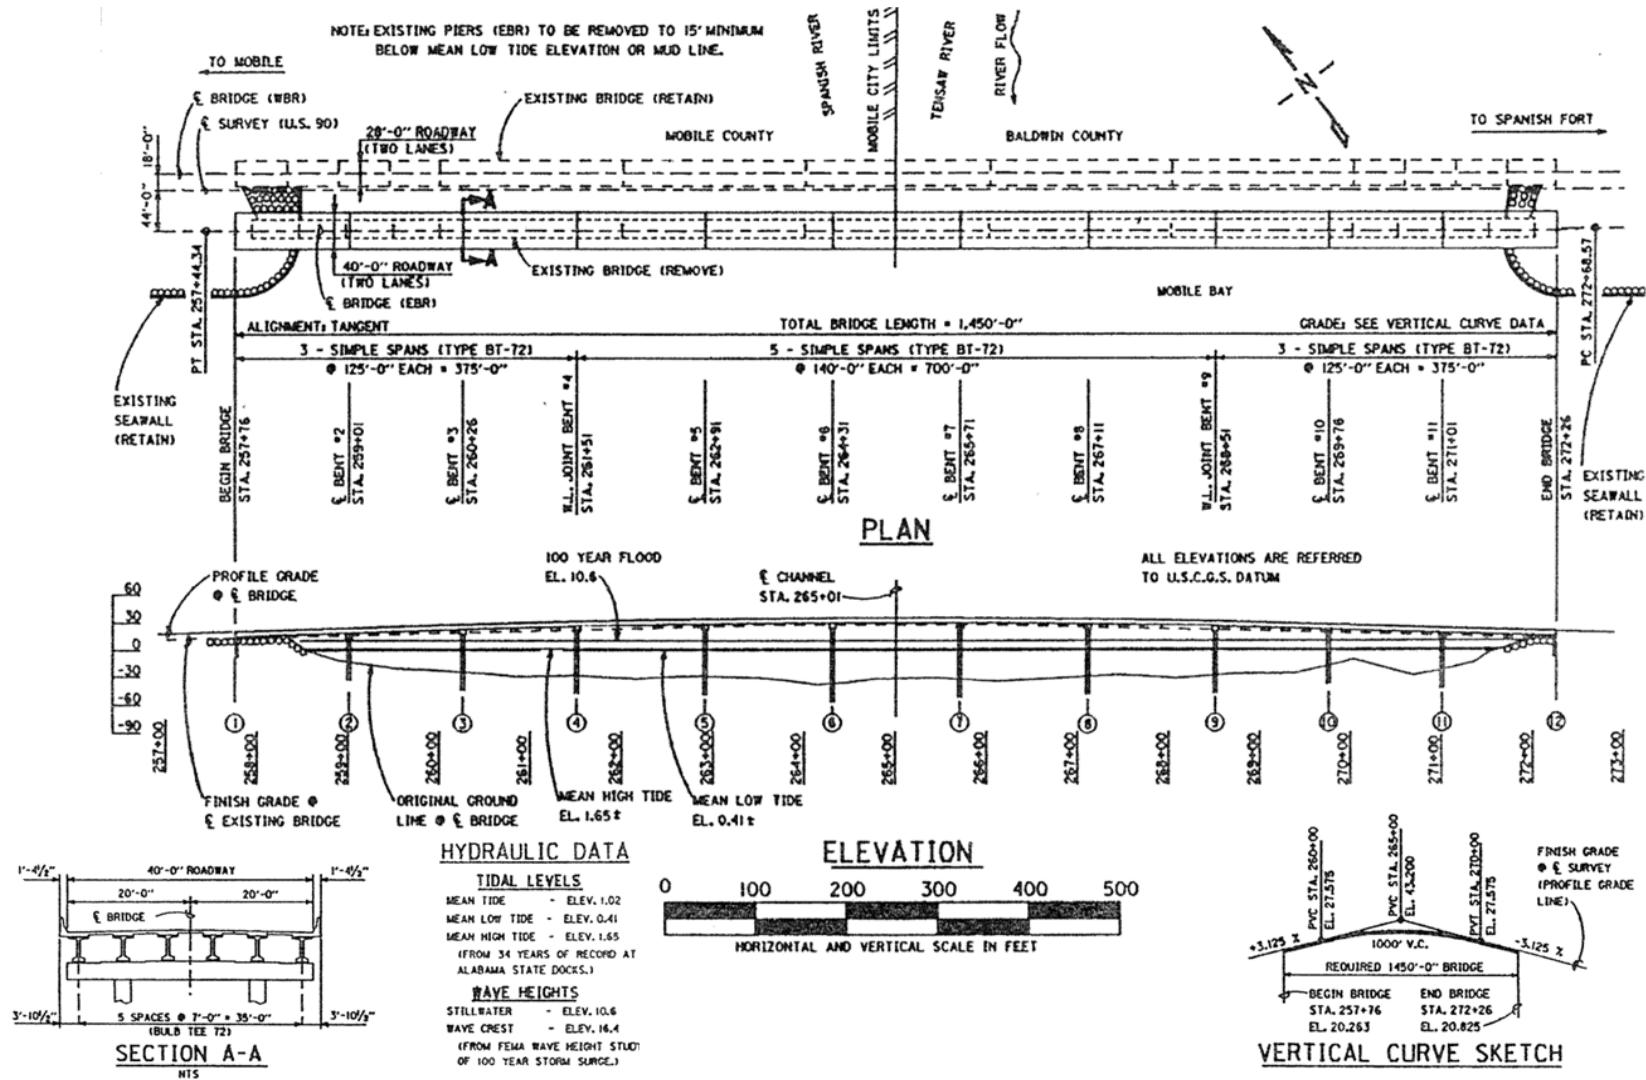 NOTE: EXISTING PIERS (EBR) TO BE REMOVED TO 15' MINIMUM
BELOW MEAN LOW TIDE ELEVATION OR MUD LINE.
SPANISH RIVER
MOBILE CITY LIMITS
TENSAW RIVER
RIVER FLOW
N
TO MOBILE
℄ BRIDGE (WBR)
℄ SURVEY (U.S. 90)
28'-0" ROADWAY
(TWO LANES)
EXISTING BRIDGE (RETAIN)
MOBILE COUNTY
BALDWIN COUNTY
TO SPANISH FORT
18'-0"
44'-0"
A
A
40'-0" ROADWAY
(TWO LANES)
℄ BRIDGE (EBR)
EXISTING BRIDGE (REMOVE)
MOBILE BAY
PT STA. 257+44.34
PC STA. 272+68.57
ALIGNMENT: TANGENT
TOTAL BRIDGE LENGTH = 1,450'-0"
GRADE: SEE VERTICAL CURVE DATA
3 - SIMPLE SPANS (TYPE BT-72)
@ 125'-0" EACH = 375'-0"
5 - SIMPLE SPANS (TYPE BT-72)
@ 140'-0" EACH = 700'-0"
3 - SIMPLE SPANS (TYPE BT-72)
@ 125'-0" EACH = 375'-0"
EXISTING
SEAWALL
(RETAIN)
BEGIN BRIDGE
STA. 257+76
℄ BENT #2
STA. 259+01
℄ BENT #3
STA. 260+26
W.L. JOINT BENT #4
STA. 261+51
℄ BENT #5
STA. 262+91
℄ BENT #6
STA. 264+31
℄ BENT #7
STA. 265+71
℄ BENT #8
STA. 267+11
W.L. JOINT BENT #9
STA. 268+51
℄ BENT #10
STA. 269+76
℄ BENT #11
STA. 271+01
END BRIDGE
STA. 272+26
EXISTING
SEAWALL
(RETAIN)
PLAN
PROFILE GRADE
@ ℄ BRIDGE
100 YEAR FLOOD
EL. 10.6
℄ CHANNEL
STA. 265+01
ALL ELEVATIONS ARE REFERRED
TO U.S.C.G.S. DATUM
60
30
0
-30
-60
-90
1
2
3
4
5
6
7
8
9
10
11
12
257+00
258+00
259+00
260+00
261+00
262+00
263+00
264+00
265+00
266+00
267+00
268+00
269+00
270+00
271+00
272+00
273+00
FINISH GRADE @
℄ EXISTING BRIDGE
ORIGINAL GROUND
LINE @ ℄ BRIDGE
MEAN HIGH TIDE
EL. 1.65±
MEAN LOW TIDE
EL. 0.41±
ELEVATION
0 100 200 300 400 500
HORIZONTAL AND VERTICAL SCALE IN FEET
HYDRAULIC DATA
TIDAL LEVELS
MEAN TIDE - ELEV. 1.02
MEAN LOW TIDE - ELEV. 0.41
MEAN HIGH TIDE - ELEV. 1.65
(FROM 34 YEARS OF RECORD AT
ALABAMA STATE DOCKS.)
WAVE HEIGHTS
STILLWATER - ELEV. 10.6
WAVE CREST - ELEV. 16.4
(FROM FEMA WAVE HEIGHT STUDY
OF 100 YEAR STORM SURGE.)
1'-4½"
40'-0" ROADWAY
1'-4½"
20'-0"
20'-0"
℄ BRIDGE
3'-10½"
5 SPACES @ 7'-0" = 35'-0"
(BULB TEE 72)
3'-10½"
SECTION A-A
NTS
PVC STA. 260+00
EL. 27.575
PVC STA. 265+00
EL. 43.200
PVT STA. 270+00
EL. 27.575
FINISH GRADE
@ ℄ SURVEY
(PROFILE GRADE
LINE)
+3.125 %
1000' V.C.
-3.125 %
REQUIRED 1450'-0" BRIDGE
BEGIN BRIDGE
STA. 257+76
EL. 20.263
END BRIDGE
STA. 272+26
EL. 20.825
VERTICAL CURVE SKETCH